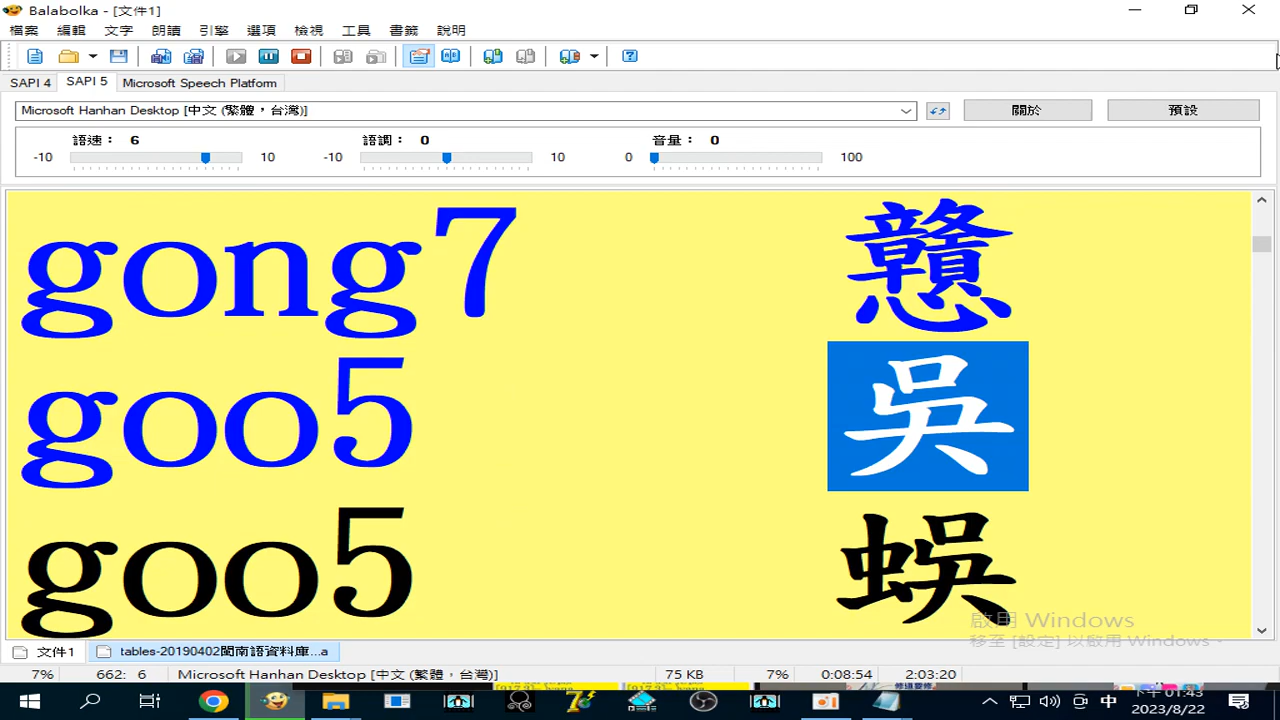 Balabolka - [文件1]
檔案 編輯 文字 朗讀 引擎 選項 檢視 工具 書籤 說明
SAPI 4 SAPI 5 Microsoft Speech Platform
Microsoft Hanhan Desktop [中文 (繁體，台灣)] 關於 預設
語速： 6 語調： 0 音量： 0
-10 10 -10 10 0 100
gong7 戇
goo5 吳
goo5 蜈
啟用 Windows
移至 [設定] 以啟用 Windows。
文件1 tables-20190402閩南語資料庫...a
7% 662: 6 Microsoft Hanhan Desktop [中文 (繁體，台灣)] 75 KB 7% 0:08:54 2:03:20
中 下午 01:43
2023/8/22